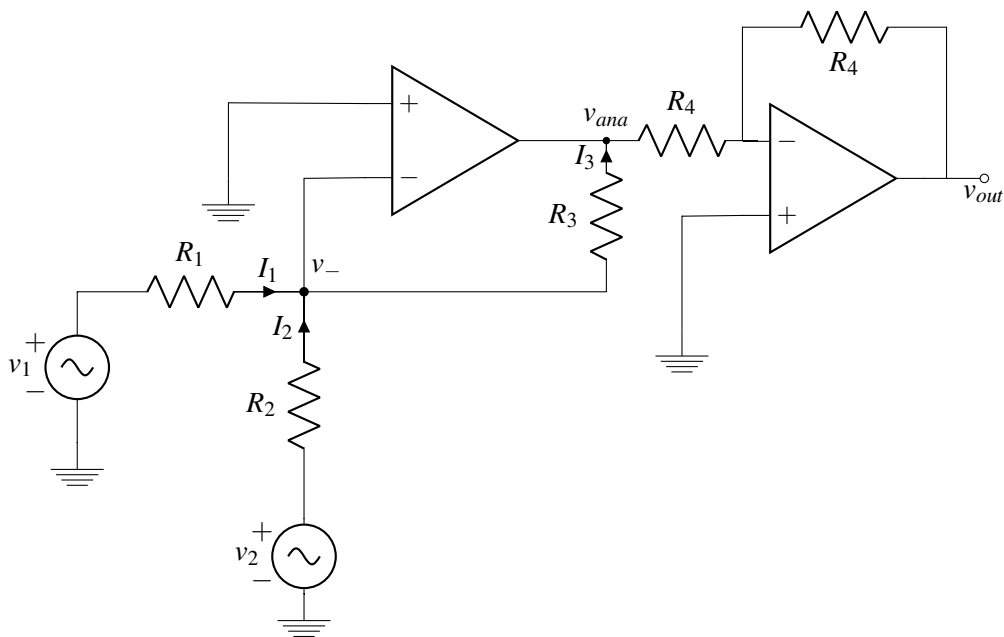 R4
+
vana
R4
−
I3
−
R3
vout
+
R1
I1
v−
I2
+
v1
−
R2
+
v2
−